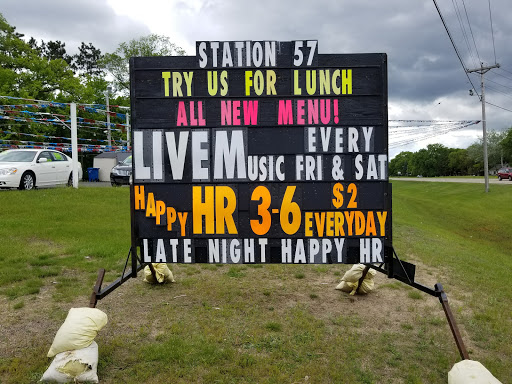 STATION 57
TRY US FOR LUNCH
ALL NEW MENU!
LIVE MUSIC EVERY FRI & SAT
HAPPY HR 3-6 $2 EVERYDAY
LATE NIGHT HAPPY HR